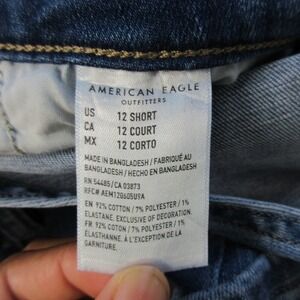 AMERICAN EAGLE
OUTFITTERS
US 12 SHORT
CA 12 COURT
MX 12 CORTO
MADE IN BANGLADESH / FABRIQUÉ AU
BANGLADESH / HECHO EN BANGLADESH
RN 54485 / CA 03873
RFC# AEM120605U9A
EN 92% COTTON / 7% POLYESTER / 1%
ELASTANE. EXCLUSIVE OF DECORATION.
FR 92% COTON / 7% POLYESTER / 1%
ÉLASTHANNE. À L'EXCEPTION DE LA
GARNITURE.